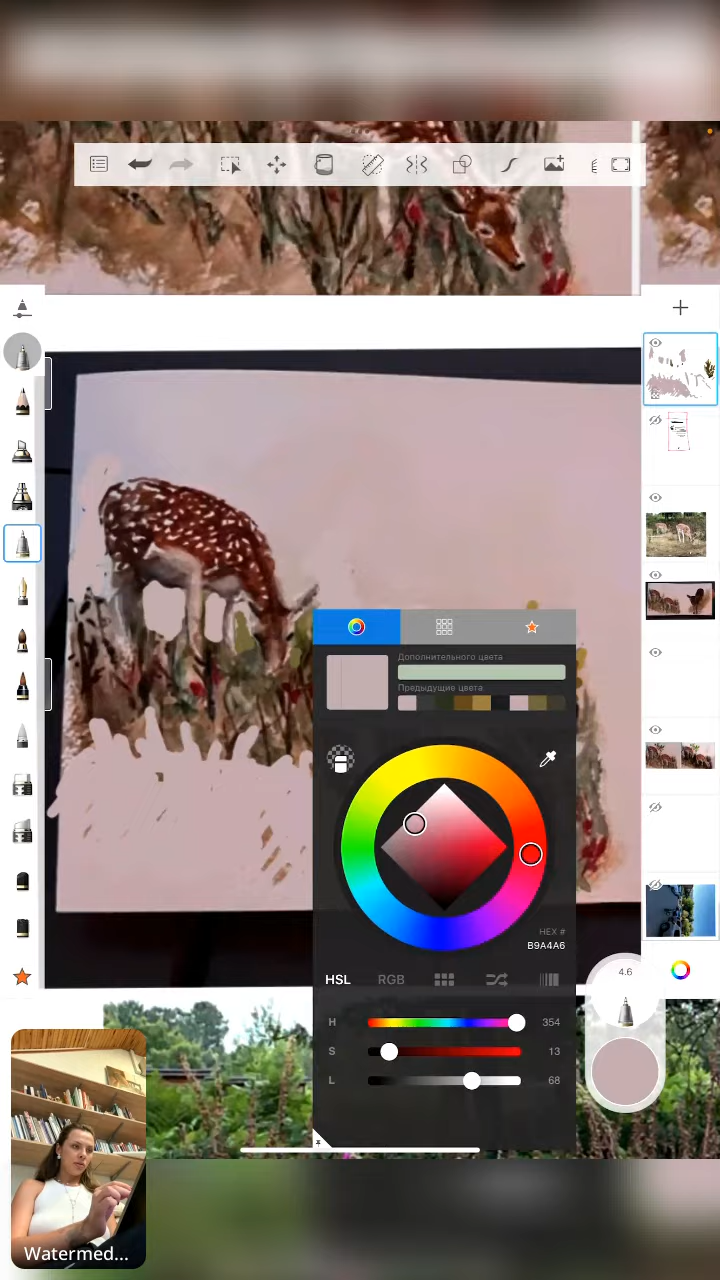 Дополнительного цвета
Предыдущие цвета
HEX #
B9A4A6
HSL
RGB
4.6
H
354
S
13
L
68
Watermed...